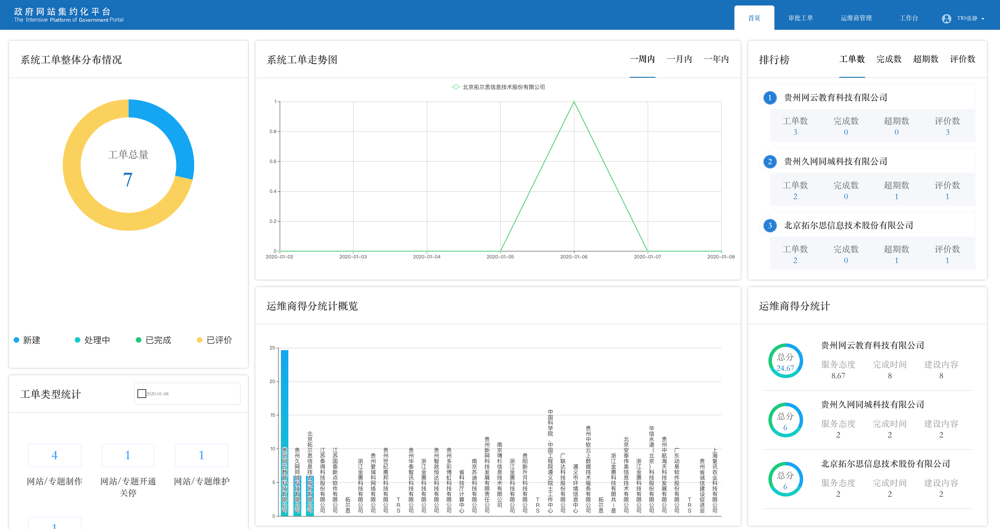 政府网站集约化平台
The Intensive Platform of Government Portal
首页
审批工单
运维商管理
工作台
TRS张静
系统工单整体分布情况
工单总量
7
新建
处理中
已完成
已评价
工单类型统计
2020-01-08
4
网站/专题制作
1
网站/专题开通
关停
1
网站/专题维护
1
系统工单走势图
一周内
一月内
一年内
北京拓尔思信息技术股份有限公司
1
0.8
0.6
0.4
0.2
0
2020-01-02
2020-01-03
2020-01-04
2020-01-05
2020-01-06
2020-01-07
2020-01-08
运维商得分统计概览
25
20
15
10
5
0
贵州网云教育科技有限公司
贵州久网同城科技有限公司
北京拓尔思信息技术股份有限公司
江苏泰得科技股份有限公司
江苏国泰新点软件有限公司
拓尔思
浙江金惠科技有限公司
贵州爱瑞科网络有限公司
贵州世纪惠邦科技有限公司
TRS
贵州华泰智讯科技有限公司
浙江金惠科技有限公司
贵州智政恒达科技有限公司
贵州多彩博虹科技有限公司
省科技厅计算中心
南京苏迪科技有限公司
贵州新网科技发展有限责任公司
南京博杉信息技术有限公司
浙江金惠科技有限公司
贵阳新升月科技有限公司
TRS
中国科学院、中国工程院遵义院士工作中心
广联达科技股份有限公司
遵义市环境信息中心
贵州中软云上数据技术服务有限公司
拓尔思
浙江金惠科技有限共i是
北京安泰伟奥信息技术有限公司
浙江金惠科技有限公司
华信永道（北京）科技股份有限公司
贵州中航海天科技发展有限公司
广东动易软件股份有限公司
TRS
贵州省诚信建设促进会
上海复讯农业科技有限公司
排行榜
工单数
完成数
超期数
评价数
1 贵州网云教育科技有限公司
工单数 完成数 超期数 评价数
3 0 0 3
2 贵州久网同城科技有限公司
工单数 完成数 超期数 评价数
2 0 1 1
3 北京拓尔思信息技术股份有限公司
工单数 完成数 超期数 评价数
2 0 1 1
运维商得分统计
总分
24.67
贵州网云教育科技有限公司
服务态度 完成时间 建设内容
8.67 8 8
总分
6
贵州久网同城科技有限公司
服务态度 完成时间 建设内容
2 2 2
总分
6
北京拓尔思信息技术股份有限公司
服务态度 完成时间 建设内容
2 2 2